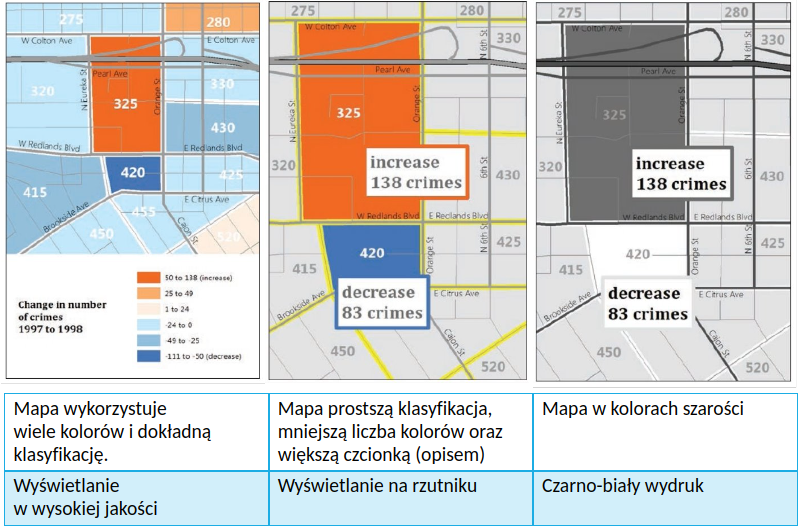 275
280
W Colton Ave
E Colton Ave
Pearl Ave
N Eureka St
Orange St
320
325
330
430
W Redlands Blvd
E Redlands Blvd
415
420
425
E Citrus Ave
Brookside Ave
455
450
Cajon St
520
Change in number
of crimes
1997 to 1998
50 to 138 (increase)
25 to 49
1 to 24
-24 to 0
-49 to -25
-111 to -50 (decrease)
275
280
W Colton Ave
N 6th St
330
Pearl Ave
N Eureka St
Orange St
325
increase
138 crimes
320
6th St
430
W Redlands Blvd
E Redlands Blvd
420
N 6th St
425
415
Orange St
decrease
83 crimes
E Citrus Ave
Brookside Ave
Cajon St
450
520
275
280
W Colton Ave
N 6th St
330
Pearl Ave
N Eureka St
Orange St
325
increase
138 crimes
320
6th St
430
W Redlands Blvd
E Redlands Blvd
420
N 6th St
425
415
Orange St
decrease
83 crimes
E Citrus Ave
Brookside Ave
Cajon St
450
520
Mapa wykorzystuje
wiele kolorów i dokładną
klasyfikację.
Mapa prostszą klasyfikacja,
mniejszą liczba kolorów oraz
większą czcionką (opisem)
Mapa w kolorach szarości
Wyświetlanie
w wysokiej jakości
Wyświetlanie na rzutniku
Czarno-biały wydruk